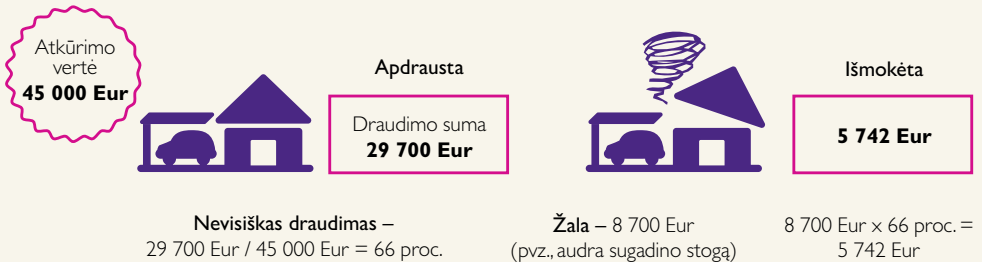 Atkūrimo
vertė
45 000 Eur
Apdrausta
Draudimo suma
29 700 Eur
Išmokėta
5 742 Eur
Nevisiškas draudimas –
29 700 Eur / 45 000 Eur = 66 proc.
Žala – 8 700 Eur
(pvz., audra sugadino stogą)
8 700 Eur x 66 proc. =
5 742 Eur